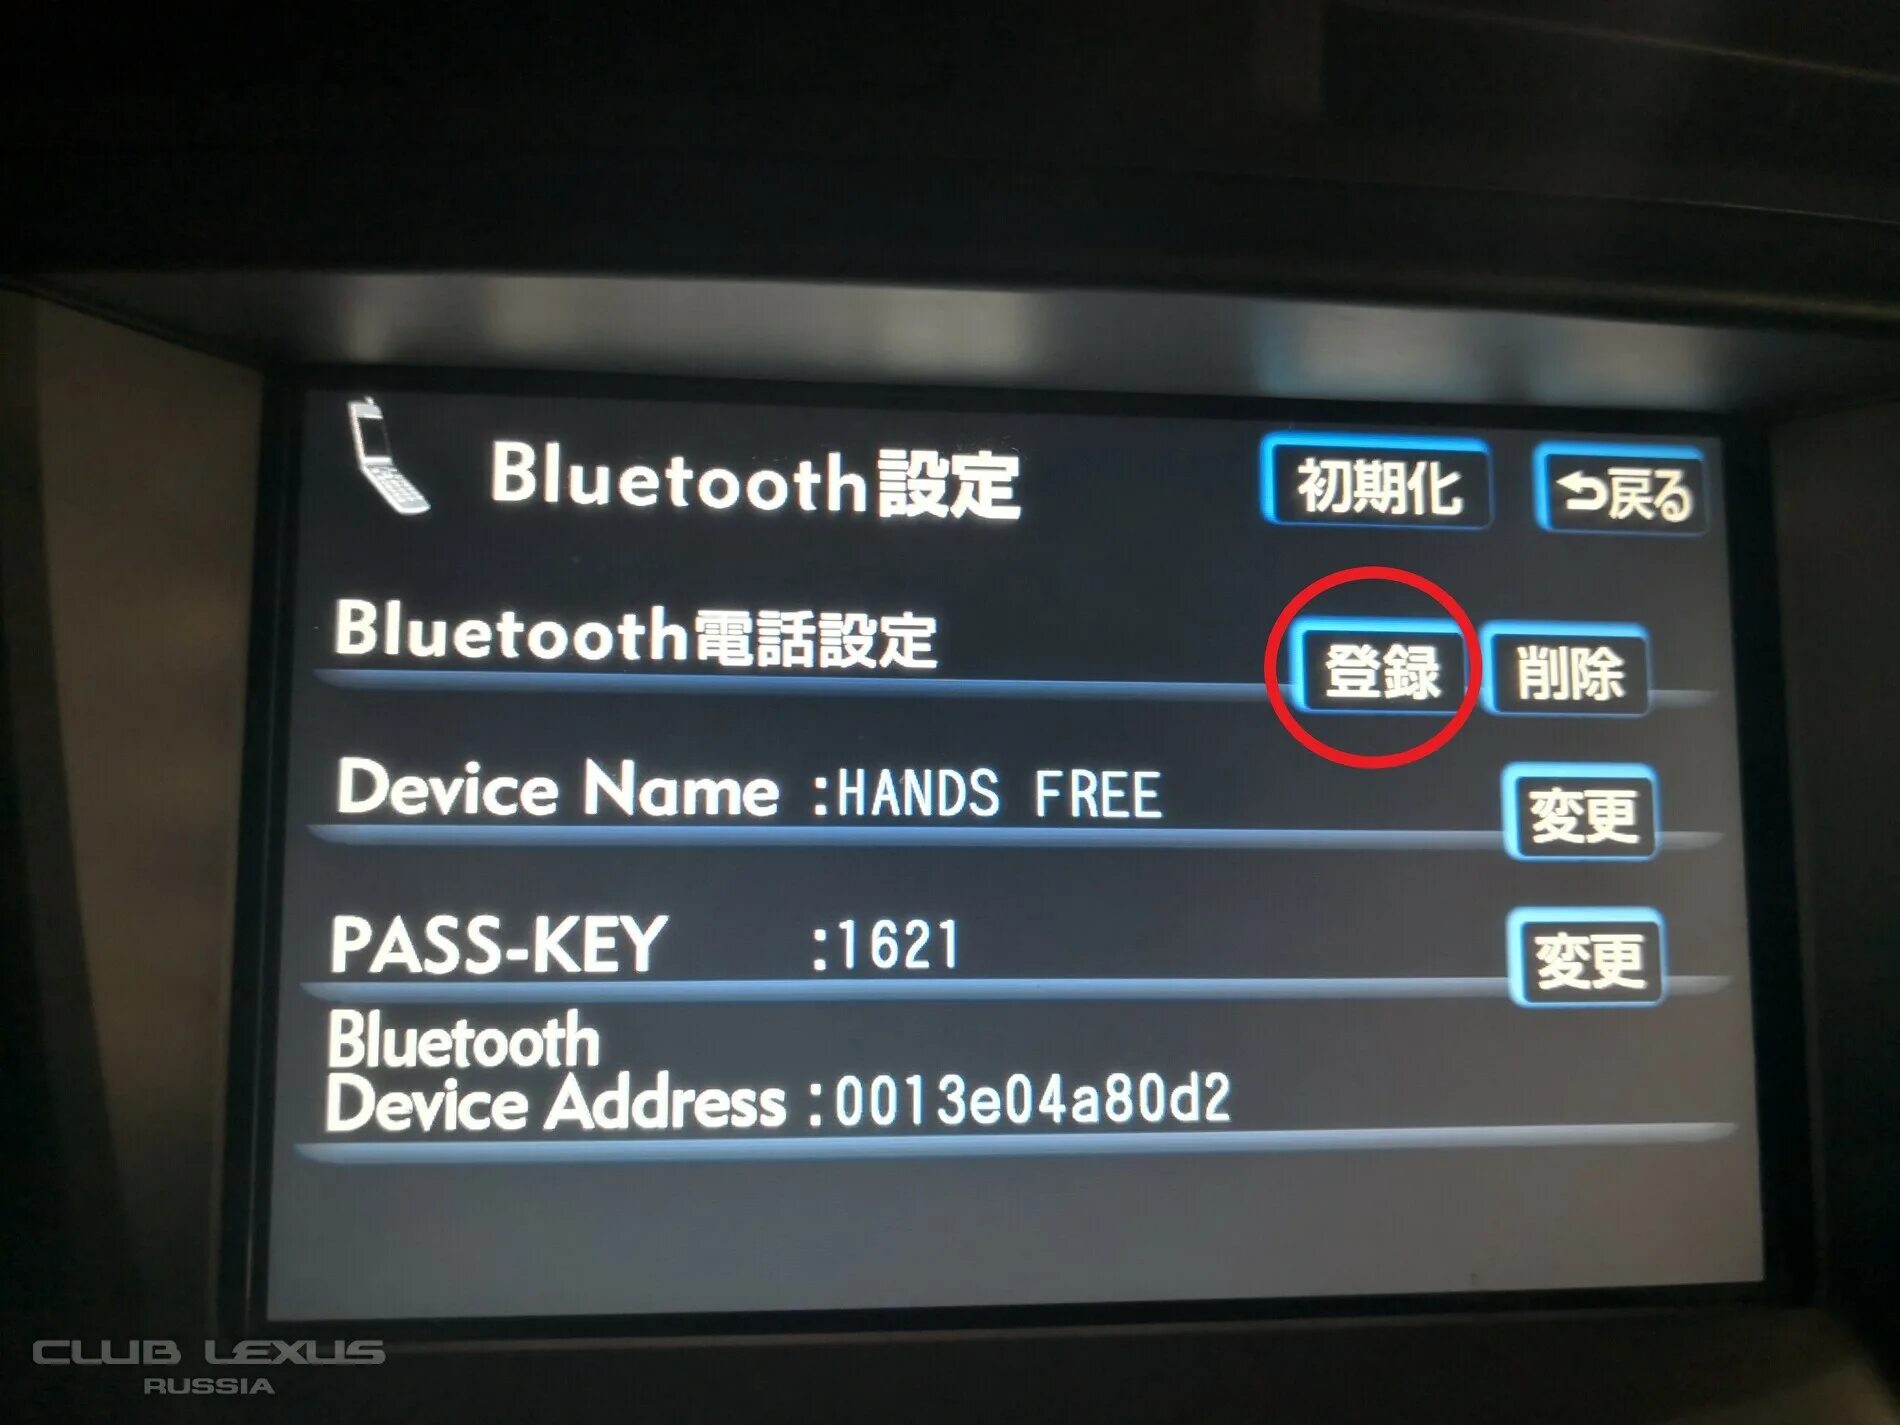 Bluetooth設定 初期化 戻る
Bluetooth電話設定 登録 削除
Device Name :HANDS FREE 変更
PASS-KEY :1621 変更
Bluetooth
Device Address :0013e04a80d2
CLUB LEXUS
RUSSIA